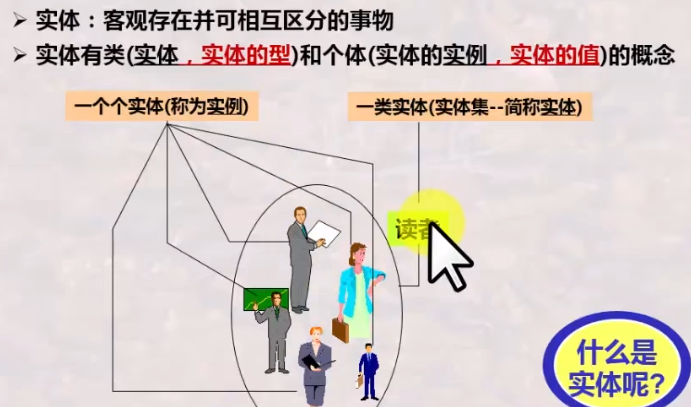 ➢ 实体：客观存在并可相互区分的事物
➢ 实体有类(实体，实体的型)和个体(实体的实例，实体的值)的概念
一个个实体(称为实例)
一类实体(实体集--简称实体)
读者
什么是
实体呢?